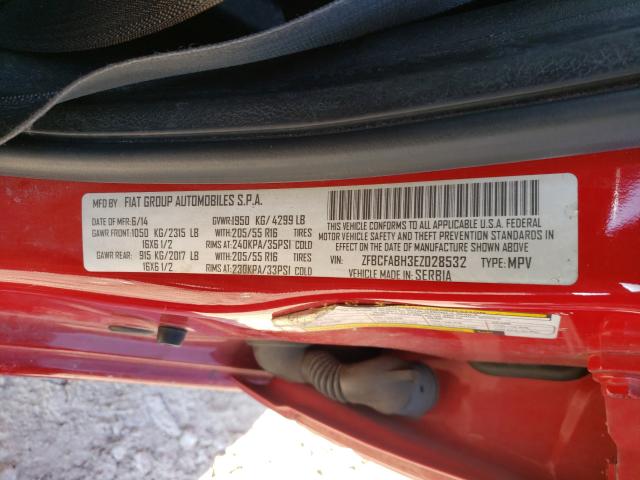 MFD BY FIAT GROUP AUTOMOBILES S.P.A.
DATE OF MFR:6/14 GVWR:1950 KG/4299 LB
GAWR FRONT:1050 KG/2315 LB WITH:205/55 R16 TIRES
16X6 1/2 RIMS AT:240KPA/35PSI COLD
GAWR REAR: 915 KG/2017 LB WITH:205/55 R16 TIRES
16X6 1/2 RIMS AT:230KPA/33PSI COLD
THIS VEHICLE CONFORMS TO ALL APPLICABLE U.S.A. FEDERAL
MOTOR VEHICLE SAFETY AND THEFT PREVENTION STANDARDS IN
EFFECT ON THE DATE OF MANUFACTURE SHOWN ABOVE.
VIN: ZFBCFABH3EZ028532 TYPE: MPV
VEHICLE MADE IN: SERBIA